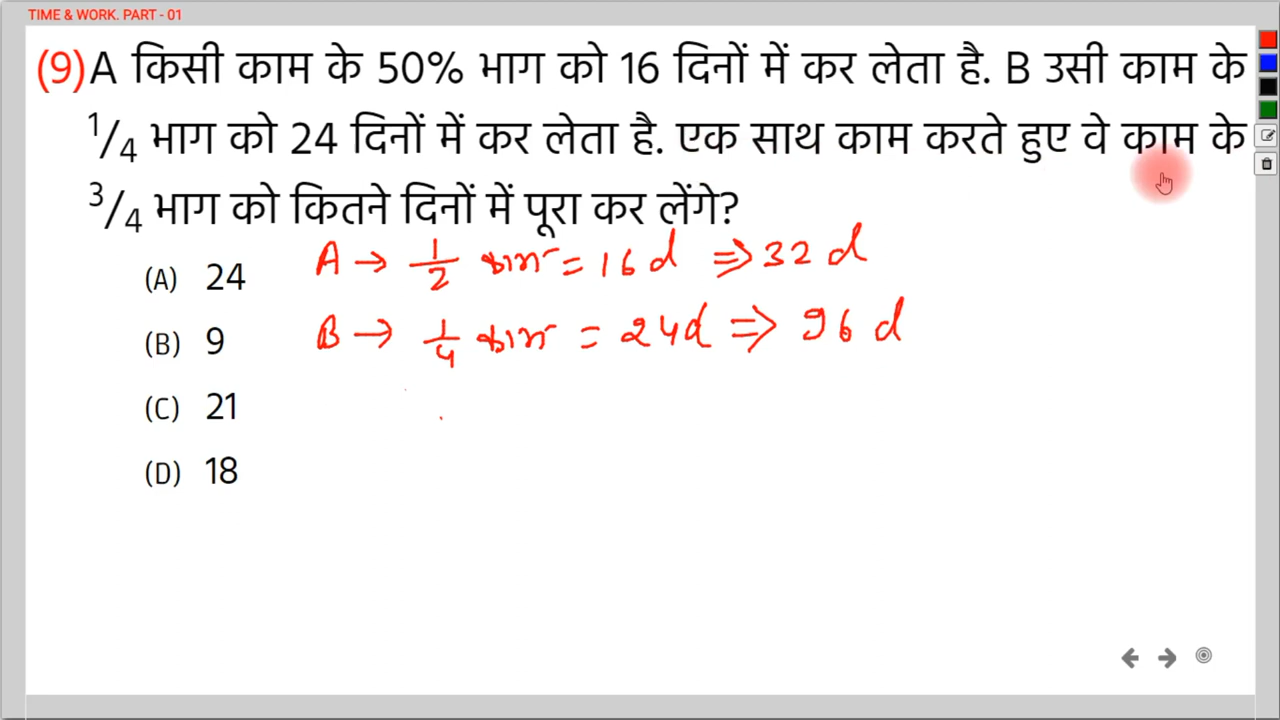 TIME & WORK. PART - 01
(9) A किसी काम के 50% भाग को 16 दिनों में कर लेता है. B उसी काम के
1/4 भाग को 24 दिनों में कर लेता है. एक साथ काम करते हुए वे काम के
3/4 भाग को कितने दिनों में पूरा कर लेंगे?
A → 1/2 काम = 16 d ⇒ 32 d
(A) 24
B → 1/4 काम = 24d ⇒ 96 d
(B) 9
(C) 21
(D) 18